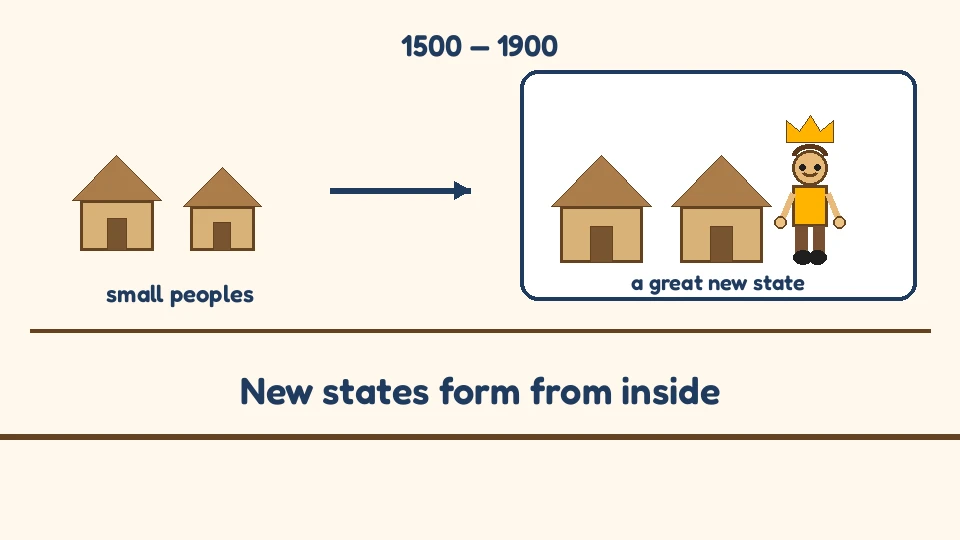 1500 – 1900
small peoples
a great new state
New states form from inside